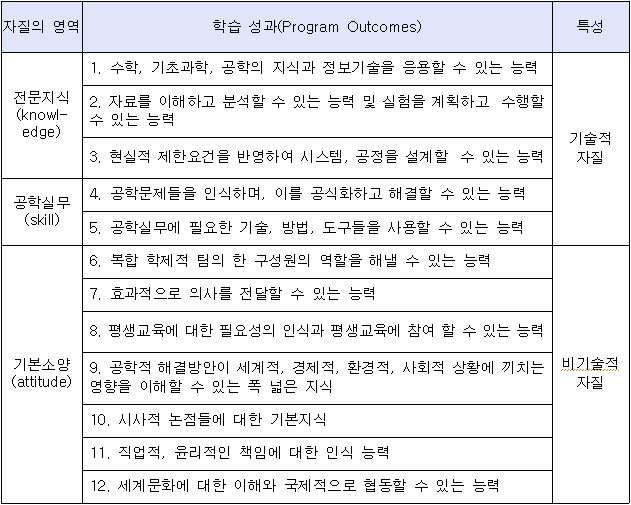 자질의 영역
학습 성과(Program Outcomes)
특성
전문지식
(knowl-
edge)
1. 수학, 기초과학, 공학의 지식과 정보기술을 응용할 수 있는 능력
2. 자료를 이해하고 분석할 수 있는 능력 및 실험을 계획하고 수행할
수 있는 능력
3. 현실적 제한요건을 반영하여 시스템, 공정을 설계할 수 있는 능력
기술적
자질
공학실무
(skill)
4. 공학문제들을 인식하며, 이를 공식화하고 해결할 수 있는 능력
5. 공학실무에 필요한 기술, 방법, 도구들을 사용할 수 있는 능력
기본소양
(attitude)
6. 복합 학제적 팀의 한 구성원의 역할을 해낼 수 있는 능력
7. 효과적으로 의사를 전달할 수 있는 능력
8. 평생교육에 대한 필요성의 인식과 평생교육에 참여 할 수 있는 능력
9. 공학적 해결방안이 세계적, 경제적, 환경적, 사회적 상황에 끼치는
영향을 이해할 수 있는 폭 넓은 지식
10. 시사적 논점들에 대한 기본지식
11. 직업적, 윤리적인 책임에 대한 인식 능력
12. 세계문화에 대한 이해와 국제적으로 협동할 수 있는 능력
비기술적
자질